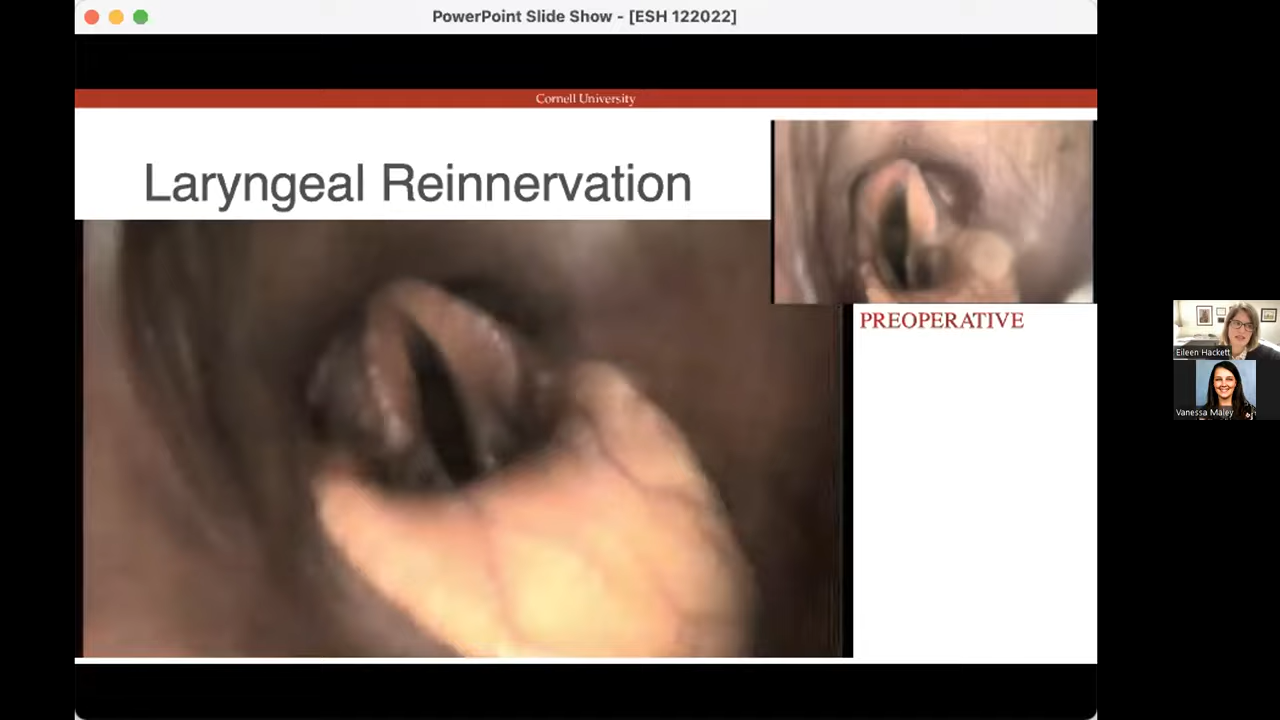 PowerPoint Slide Show - [ESH 122022]
Cornell University
Laryngeal Reinnervation
PREOPERATIVE
Eileen Hackett
Vanessa Maley